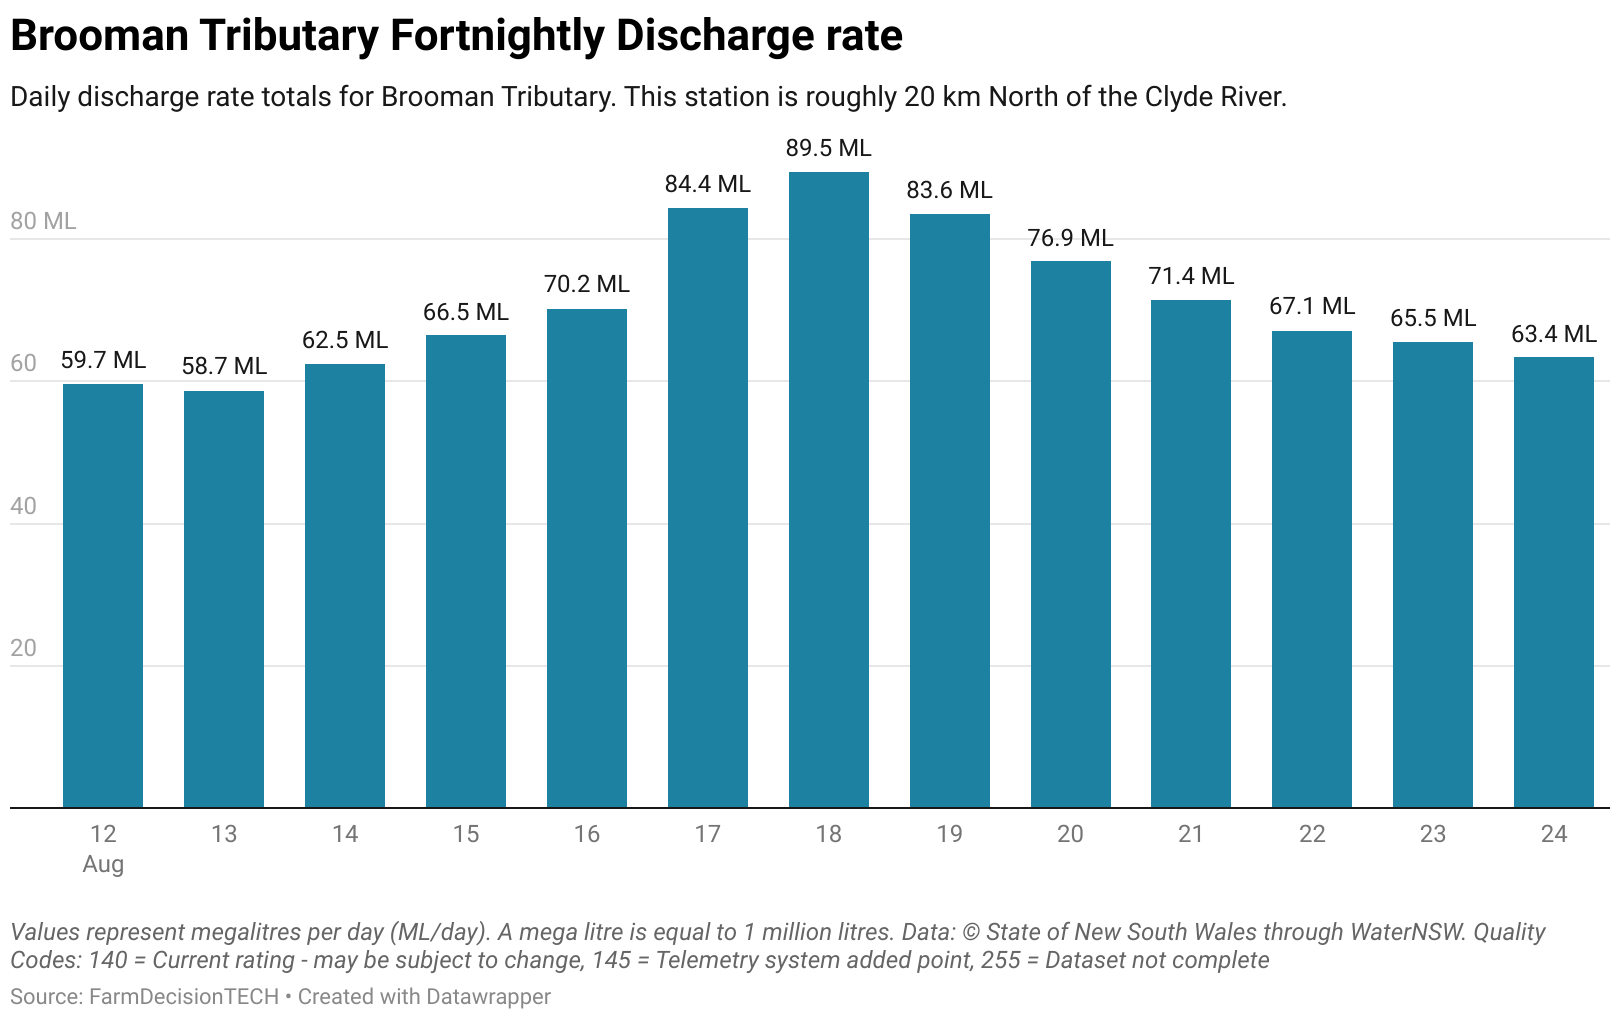 Brooman Tributary Fortnightly Discharge rate
Daily discharge rate totals for Brooman Tributary. This station is roughly 20 km North of the Clyde River.
89.5 ML
84.4 ML
83.6 ML
80 ML
76.9 ML
71.4 ML
70.2 ML
67.1 ML
66.5 ML
65.5 ML
63.4 ML
62.5 ML
60
59.7 ML
58.7 ML
40
20
12 13 14 15 16 17 18 19 20 21 22 23 24
Aug
Values represent megalitres per day (ML/day). A mega litre is equal to 1 million litres. Data: © State of New South Wales through WaterNSW. Quality
Codes: 140 = Current rating - may be subject to change, 145 = Telemetry system added point, 255 = Dataset not complete
Source: FarmDecisionTECH • Created with Datawrapper